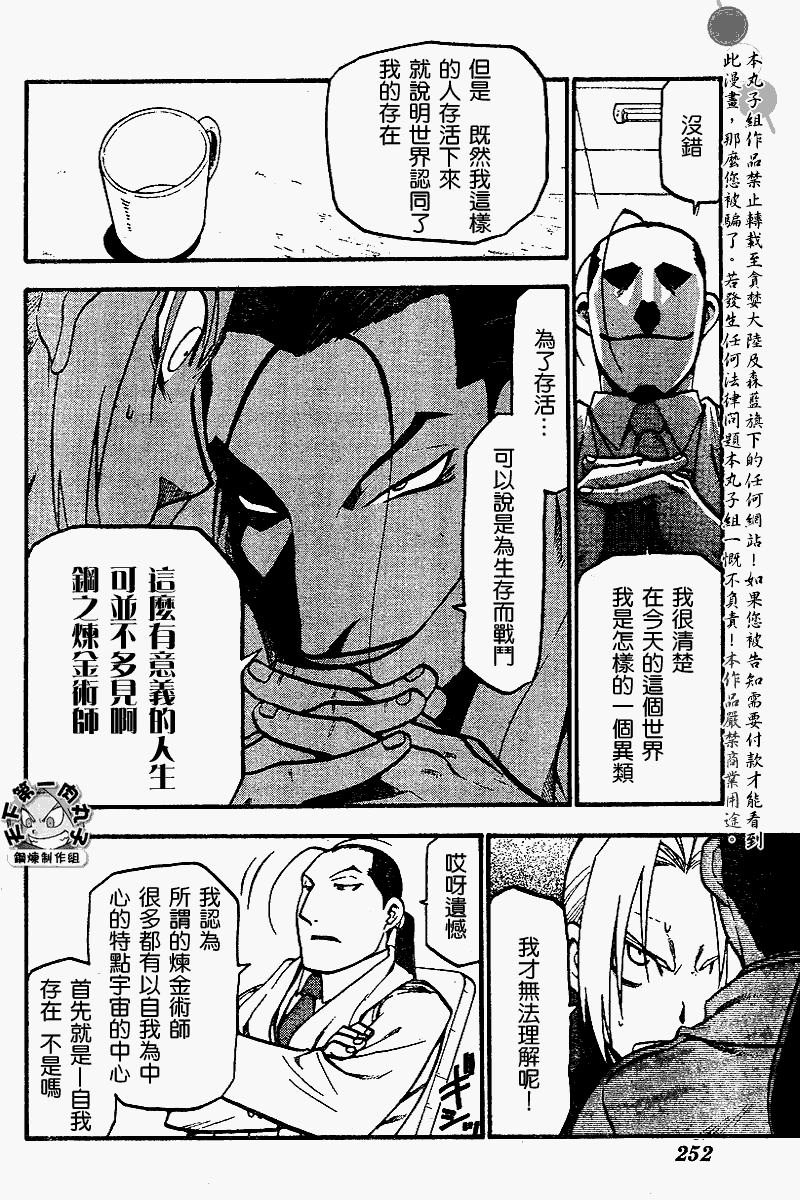 沒錯
我很清楚
在今天的這個世界
我是怎樣的一個異類
但是 既然我這樣
的人存活下來
就說明世界認同了
我的存在
為了存活…
可以說是為生存而戰鬥
這麼有意義的人生
可並不多見啊
鋼之煉金術師
我才無法理解呢！
哎呀遺憾
我認為
所謂的煉金術師
很多都有以自我為中
心的特點宇宙的中心
首先就是—自我
存在 不是嗎
ギシ
本丸子組作品禁止轉載至貪婪大陸及森藍旗下的任何網站！如果您被告知需要付款才能看到
此漫畫，那麼您被騙了。若發生任何法律問題本丸子組一慨不負責！本作品嚴禁商業用途。
天下第一肉丸子
鋼煉制作組
252